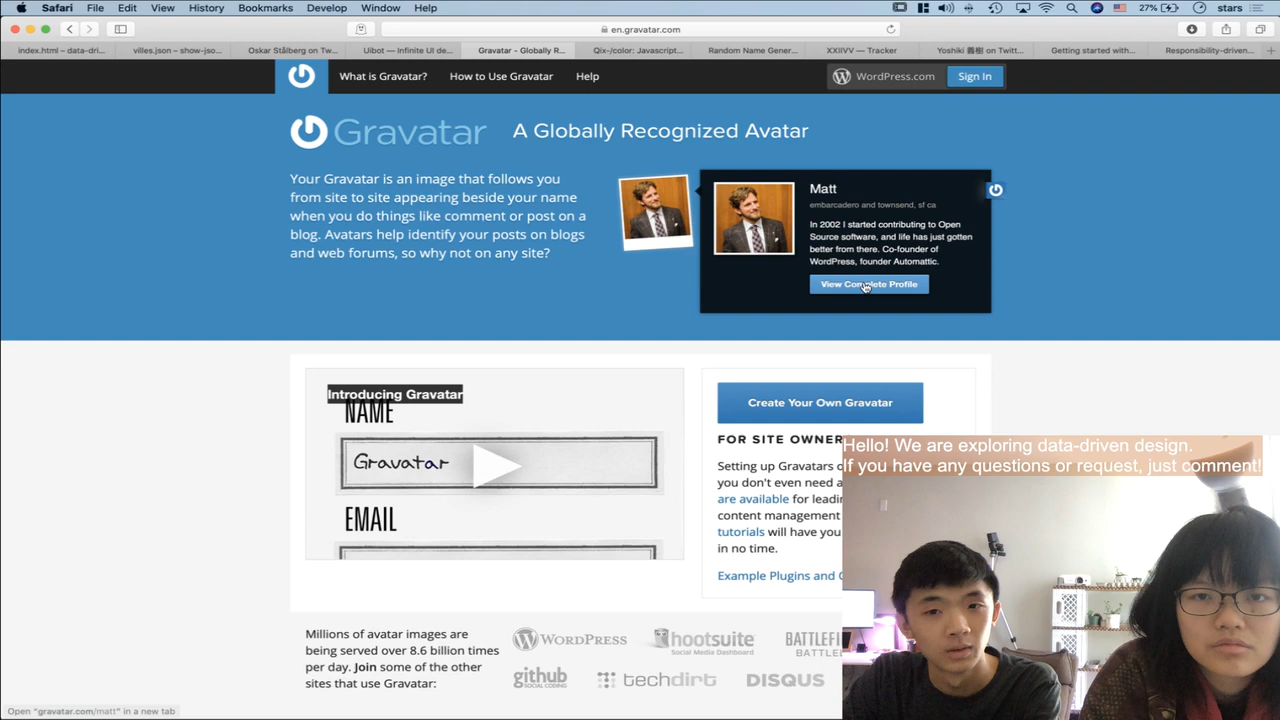 Safari File Edit View History Bookmarks Develop Window Help 27% stars
en.gravatar.com
index.html – data-dri... villes.json – show-jso... Oskar Stålberg on Tw... Uibot — Infinite UI de... Gravatar - Globally R... Qix-/color: Javascript... Random Name Gener... XXIIVV — Tracker Yoshiki 義樹 on Twitt... Getting started with... Responsibility-driven...
What is Gravatar? How to Use Gravatar Help WordPress.com Sign In
Gravatar A Globally Recognized Avatar
Your Gravatar is an image that follows you
from site to site appearing beside your name
when you do things like comment or post on a
blog. Avatars help identify your posts on blogs
and web forums, so why not on any site?
Matt
embarcadero and townsend, sf ca
In 2002 I started contributing to Open
Source software, and life has just gotten
better from there. Co-founder of
WordPress, founder Automattic.
View Complete Profile
Introducing Gravatar
NAME
Gravatar
EMAIL
Create Your Own Gravatar
FOR SITE OWNER
Setting up Gravatars o
you don't even need a
are available for leadin
content management
tutorials will have you
in no time.
Example Plugins and
Hello! We are exploring data-driven design.
If you have any questions or request, just comment!
Millions of avatar images are
being served over 8.6 billion times
per day. Join some of the other
sites that use Gravatar:
WORDPRESS hootsuite BATTLEFI
Social Media Dashboard BATTLEL
github techdirt DISQUS
SOCIAL CODING
Open "gravatar.com/matt" in a new tab